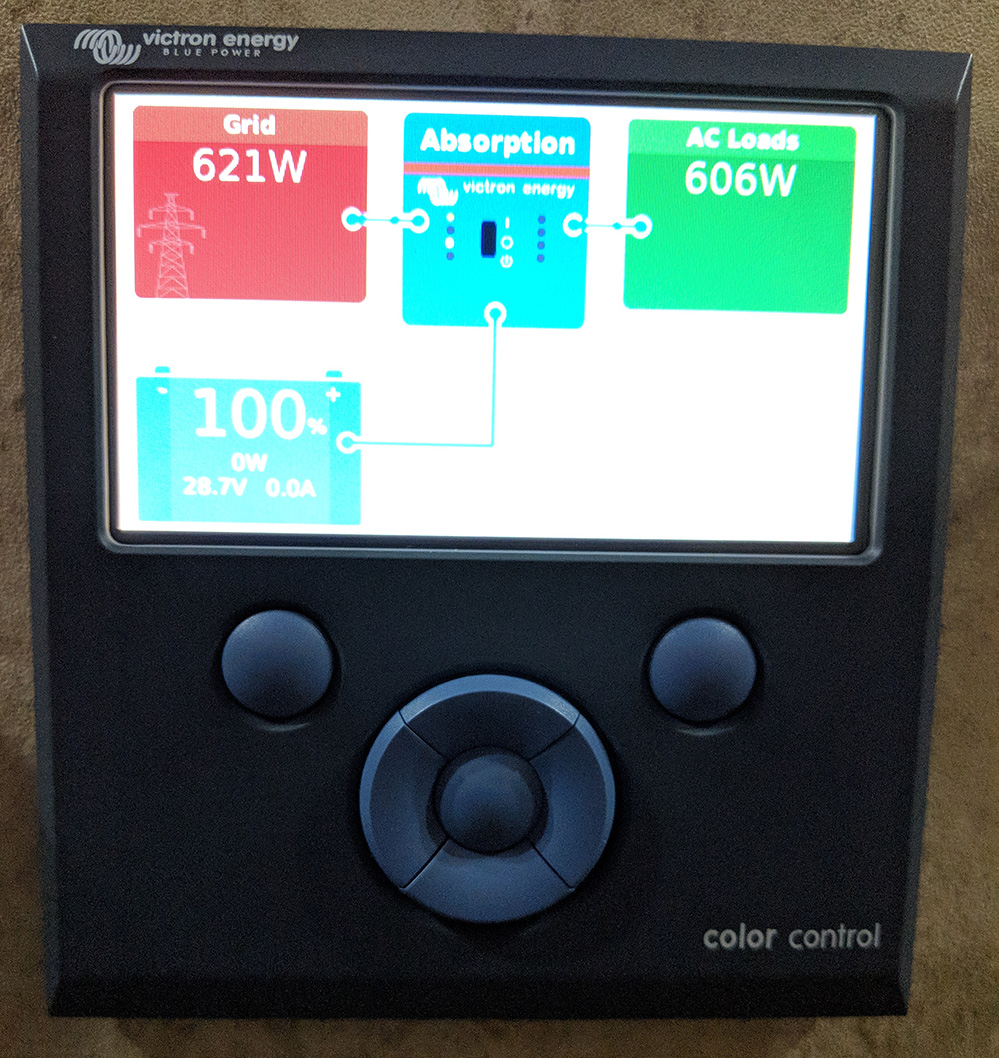 victron energy
BLUE POWER
Grid
621W
Absorption
victron energy
AC Loads
606W
100%
0W
28.7V 0.0A
color control